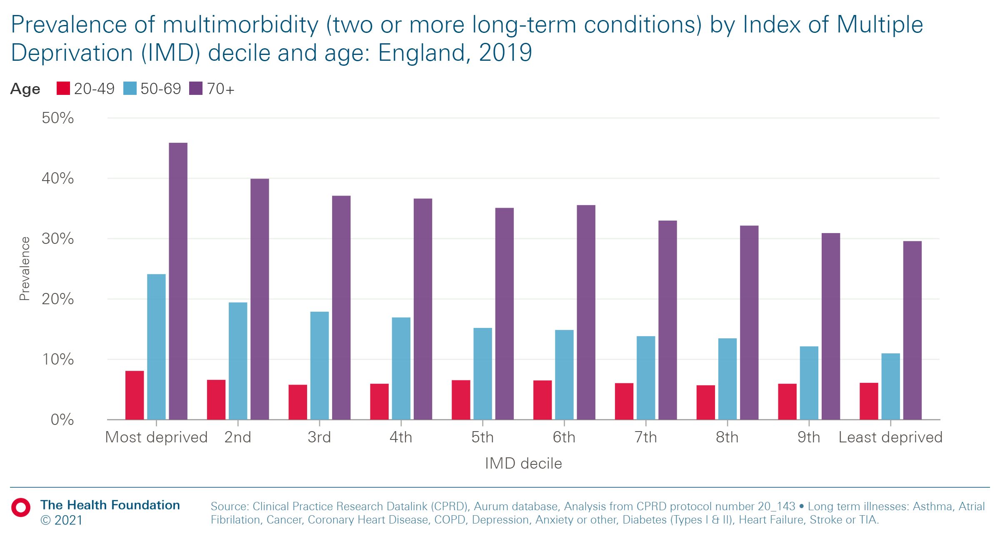 Prevalence of multimorbidity (two or more long-term conditions) by Index of Multiple
Deprivation (IMD) decile and age: England, 2019
Age 20-49 50-69 70+
50%
40%
30%
20%
10%
0%
Prevalence
Most deprived 2nd 3rd 4th 5th 6th 7th 8th 9th Least deprived
IMD decile
The Health Foundation
© 2021
Source: Clinical Practice Research Datalink (CPRD), Aurum database, Analysis from CPRD protocol number 20_143 • Long term illnesses: Asthma, Atrial
Fibrilation, Cancer, Coronary Heart Disease, COPD, Depression, Anxiety or other, Diabetes (Types I & II), Heart Failure, Stroke or TIA.